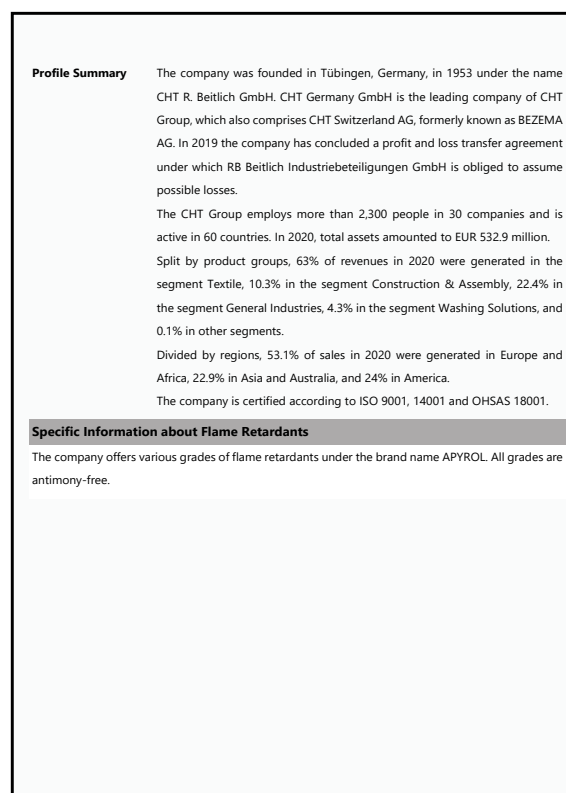 Profile Summary The company was founded in Tübingen, Germany, in 1953 under the name
CHT R. Beitlich GmbH. CHT Germany GmbH is the leading company of CHT
Group, which also comprises CHT Switzerland AG, formerly known as BEZEMA
AG. In 2019 the company has concluded a profit and loss transfer agreement
under which RB Beitlich Industriebeteiligungen GmbH is obliged to assume
possible losses.
The CHT Group employs more than 2,300 people in 30 companies and is
active in 60 countries. In 2020, total assets amounted to EUR 532.9 million.
Split by product groups, 63% of revenues in 2020 were generated in the
segment Textile, 10.3% in the segment Construction & Assembly, 22.4% in
the segment General Industries, 4.3% in the segment Washing Solutions, and
0.1% in other segments.
Divided by regions, 53.1% of sales in 2020 were generated in Europe and
Africa, 22.9% in Asia and Australia, and 24% in America.
The company is certified according to ISO 9001, 14001 and OHSAS 18001.
Specific Information about Flame Retardants
The company offers various grades of flame retardants under the brand name APYROL. All grades are
antimony-free.